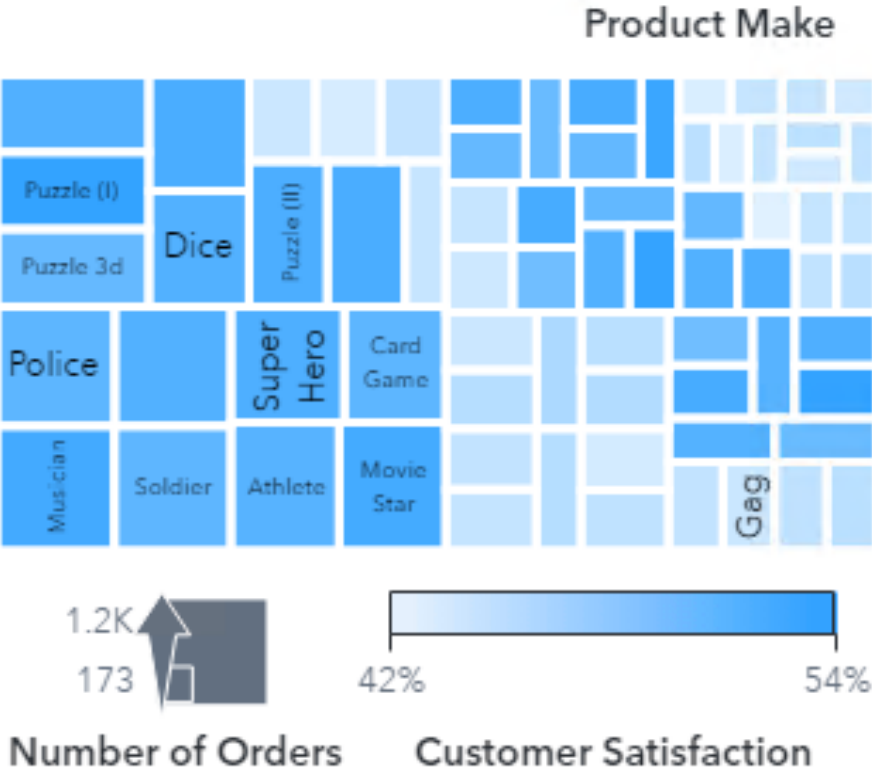 Product Make
Puzzle (I)
Puzzle 3d
Dice
Puzzle (II)
Police
Super
Hero
Card
Game
Musician
Soldier
Athlete
Movie
Star
Gag
1.2K
173
42%
54%
Number of Orders
Customer Satisfaction